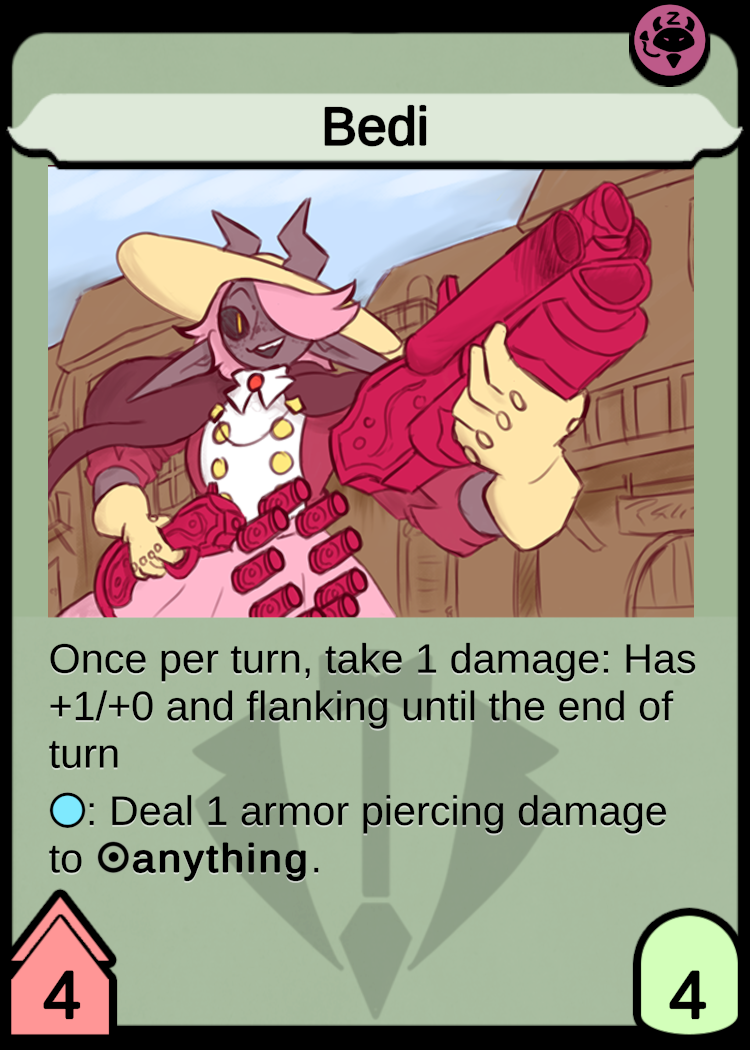 Z
Bedi
Once per turn, take 1 damage: Has
+1/+0 and flanking until the end of
turn
: Deal 1 armor piercing damage
to anything.
4
4